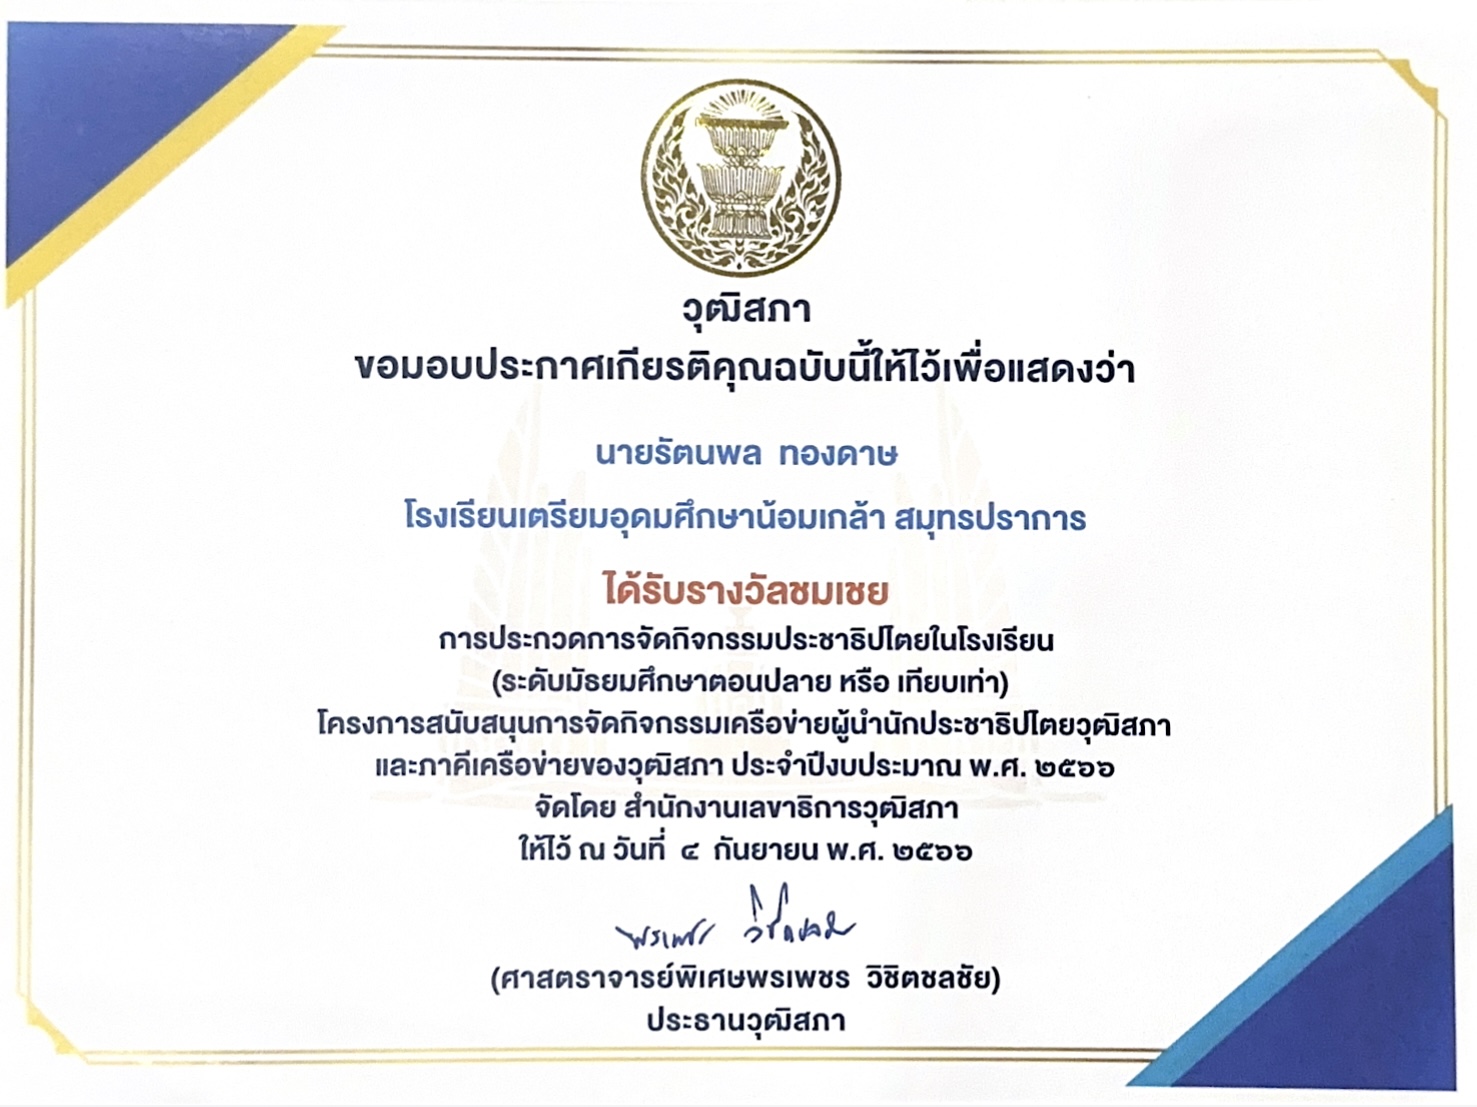 วุฒิสภา
ขอมอบประกาศเกียรติคุณฉบับนี้ให้ไว้เพื่อแสดงว่า
นายรัตนพล ทองดาษ
โรงเรียนเตรียมอุดมศึกษาน้อมเกล้า สมุทรปราการ
ได้รับรางวัลชมเชย
การประกวดการจัดกิจกรรมประชาธิปไตยในโรงเรียน
(ระดับมัธยมศึกษาตอนปลาย หรือ เทียบเท่า)
โครงการสนับสนุนการจัดกิจกรรมเครือข่ายผู้นำนักประชาธิปไตยวุฒิสภา
และภาคีเครือข่ายของวุฒิสภา ประจำปีงบประมาณ พ.ศ. ๒๕๖๖
จัดโดย สำนักงานเลขาธิการวุฒิสภา
ให้ไว้ ณ วันที่ ๔ กันยายน พ.ศ. ๒๕๖๖
พรเพชร วิชิตชลชัย
(ศาสตราจารย์พิเศษพรเพชร วิชิตชลชัย)
ประธานวุฒิสภา